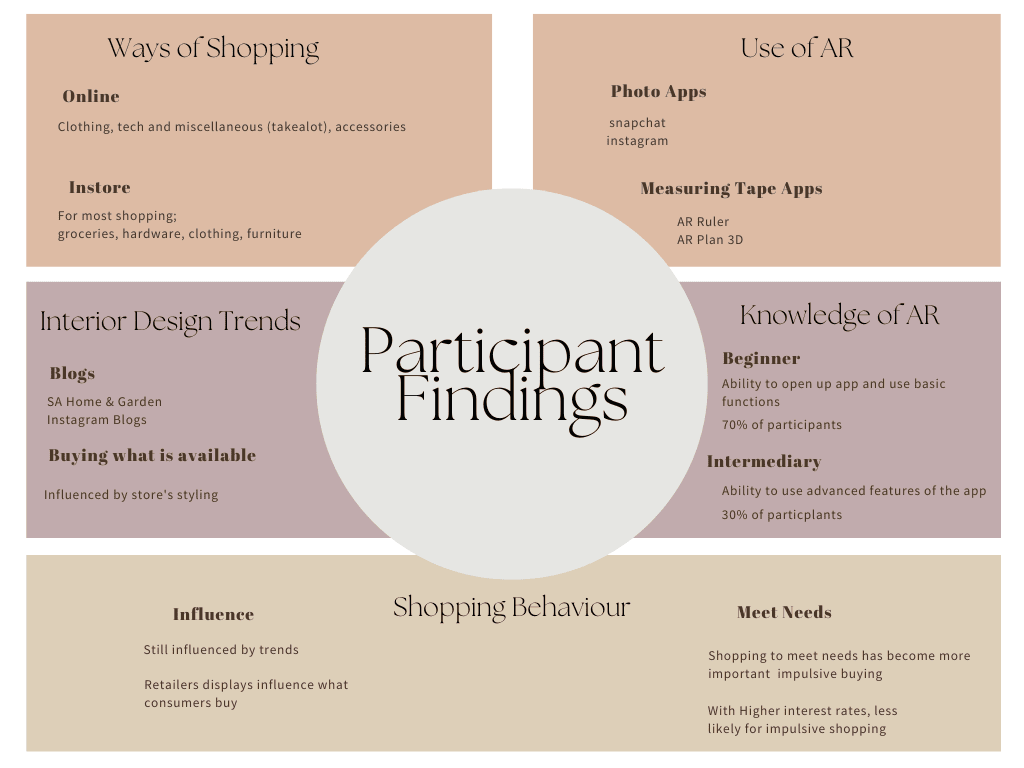 Ways of Shopping
Online
Clothing, tech and miscellaneous (takealot), accessories
Instore
For most shopping;
groceries, hardware, clothing, furniture
Use of AR
Photo Apps
snapchat
instagram
Measuring Tape Apps
AR Ruler
AR Plan 3D
Participant
Findings
Interior Design Trends
Blogs
SA Home & Garden
Instagram Blogs
Buying what is available
Influenced by store's styling
Knowledge of AR
Beginner
Ability to open up app and use basic
functions
70% of participants
Intermediary
Ability to use advanced features of the app
30% of particplants
Shopping Behaviour
Influence
Still influenced by trends
Retailers displays influence what
consumers buy
Meet Needs
Shopping to meet needs has become more
important  impulsive buying
With Higher interest rates, less
likely for impulsive shopping